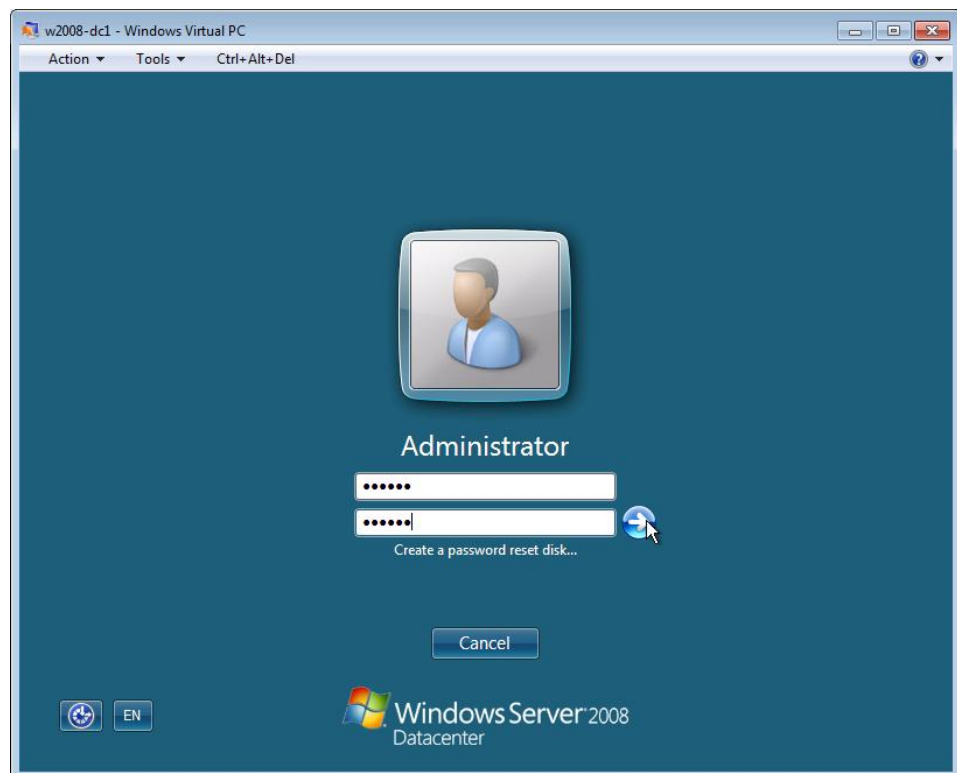 w2008-dc1 - Windows Virtual PC
Action Tools Ctrl+Alt+Del
Administrator
••••••
••••••
Create a password reset disk...
Cancel
EN
Windows Server 2008
Datacenter